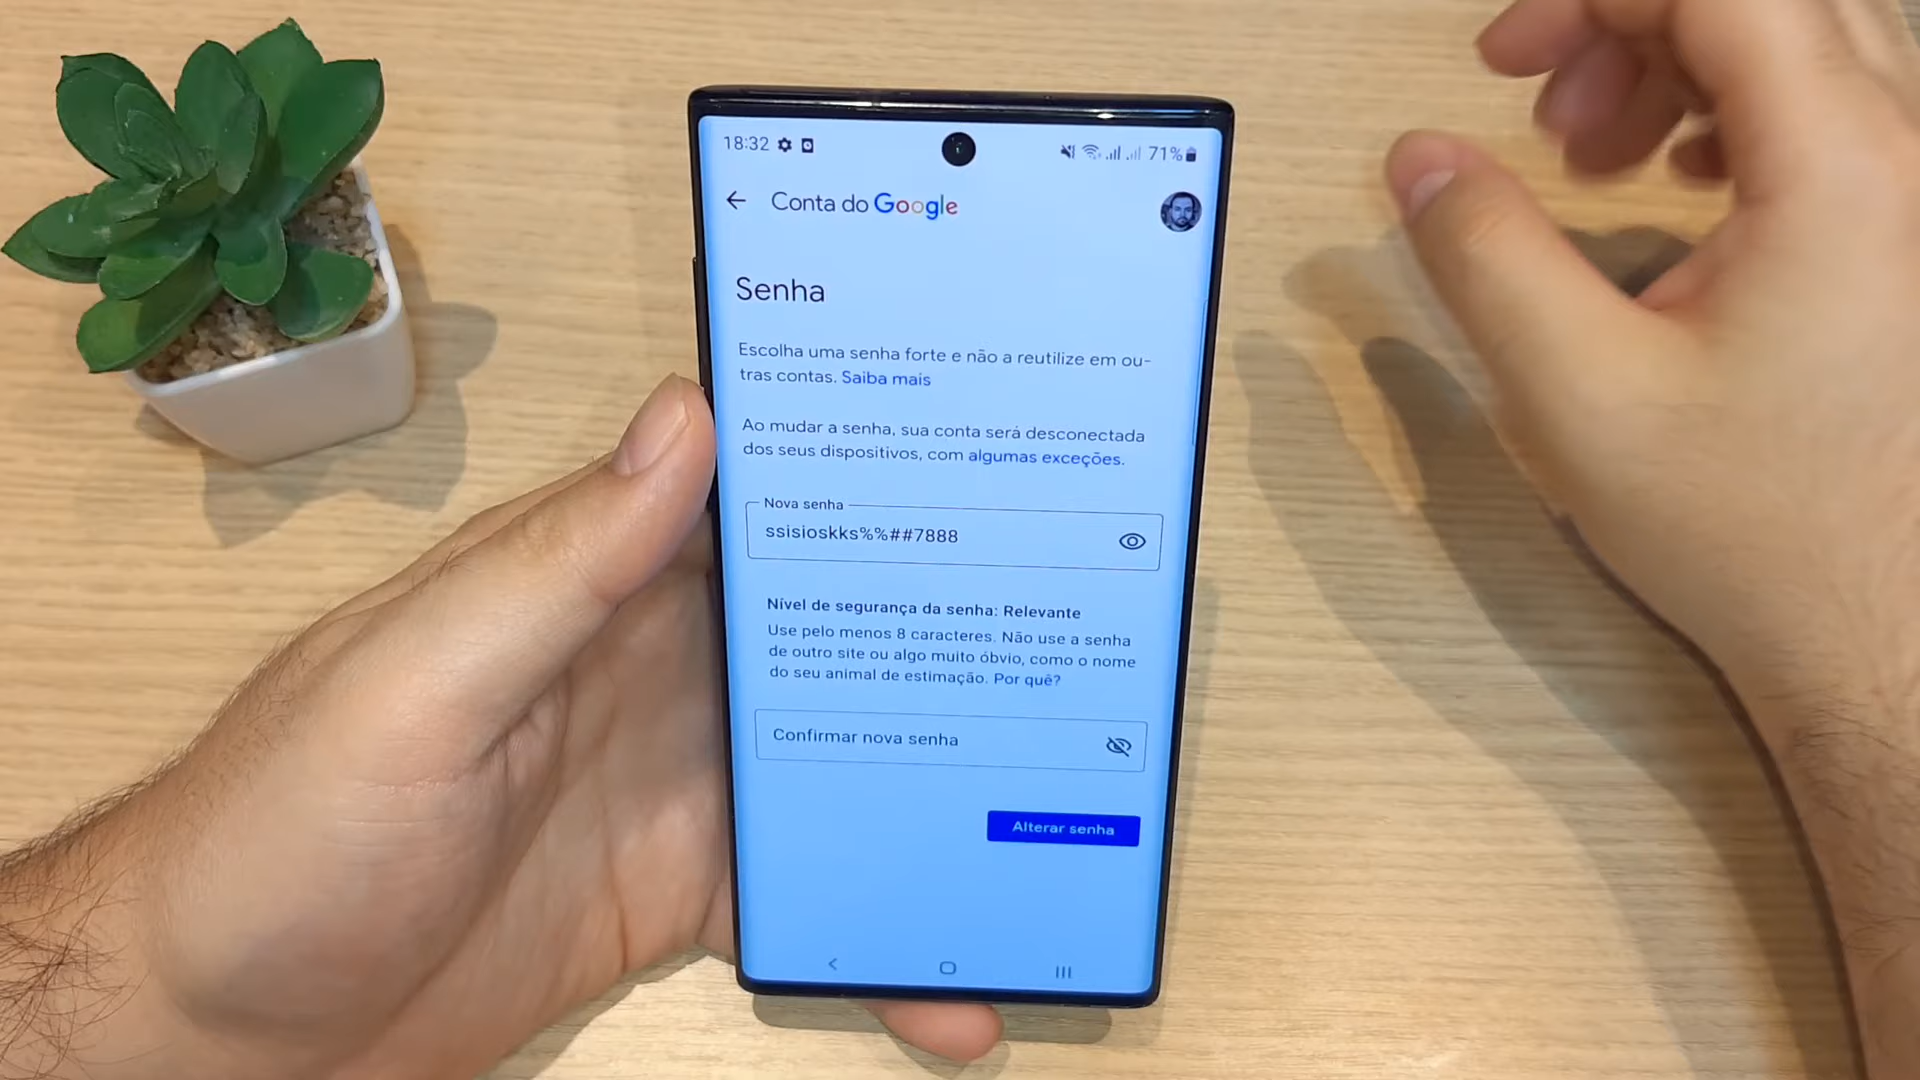 18:32 71%
Conta do Google
Senha
Escolha uma senha forte e não a reutilize em ou-
tras contas. Saiba mais
Ao mudar a senha, sua conta será desconectada
dos seus dispositivos, com algumas exceções.
Nova senha
ssisioskks%%##7888
Nível de segurança da senha: Relevante
Use pelo menos 8 caracteres. Não use a senha
de outro site ou algo muito óbvio, como o nome
do seu animal de estimação. Por quê?
Confirmar nova senha
Alterar senha